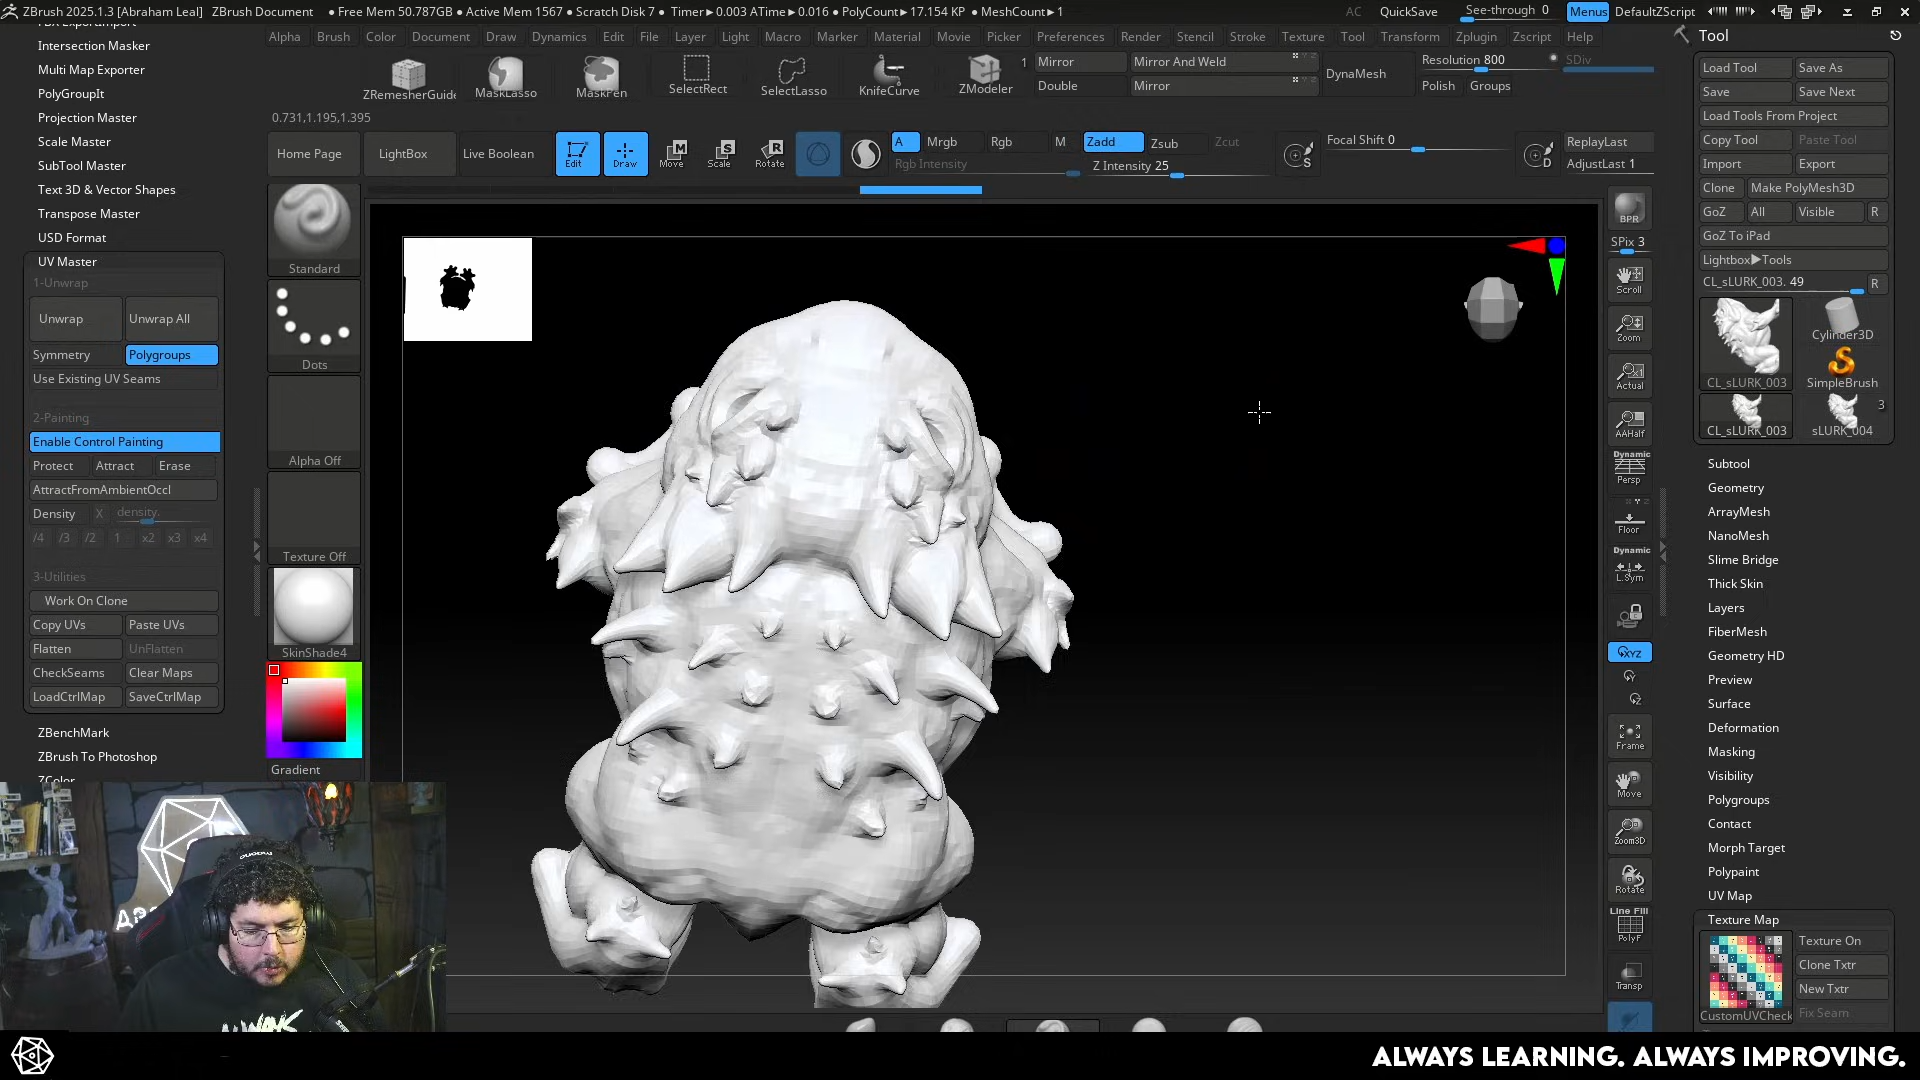 ZBrush 2025.1.3 [Abraham Leal] ZBrush Document ● Free Mem 50.787GB ● Active Mem 1567 ● Scratch Disk 7 ● Timer►0.003 ATime►0.016 ● PolyCount►17.154 KP ● MeshCount►1 AC QuickSave See-through 0 Menus DefaultZScript
Alpha Brush Color Document Draw Dynamics Edit File Layer Light Macro Marker Material Movie Picker Preferences Render Stencil Stroke Texture Tool Transform Zplugin Zscript Help
Intersection Masker
Multi Map Exporter
PolyGroupIt
Projection Master
Scale Master
SubTool Master
Text 3D & Vector Shapes
Transpose Master
USD Format
UV Master
1-Unwrap
Unwrap Unwrap All
Symmetry Polygroups
Use Existing UV Seams
2-Painting
Enable Control Painting
Protect Attract Erase
AttractFromAmbientOccl
Density X density.
/4 /3 /2 1 x2 x3 x4
3-Utilities
Work On Clone
Copy UVs Paste UVs
Flatten UnFlatten
CheckSeams Clear Maps
LoadCtrlMap SaveCtrlMap
ZBenchMark
ZBrush To Photoshop
ZColor
ZRemesherGuide MaskLasso MaskPen SelectRect SelectLasso KnifeCurve ZModeler
1 Mirror Mirror And Weld
Double Mirror
DynaMesh
Resolution 800 SDiv
Polish Groups
0.731,1.195,1.395
Home Page LightBox Live Boolean Edit Draw Move Scale Rotate
A Mrgb Rgb M Zadd Zsub Zcut
Rgb Intensity Z Intensity 25
S Focal Shift 0 D ReplayLast
AdjustLast 1
Standard
Dots
Alpha Off
Texture Off
SkinShade4
Gradient
BPR
SPix 3
Scroll
Zoom
Actual
AAHalf
Dynamic
Persp
Floor
Dynamic
L.Sym
XYZ
Y
Z
Frame
Move
Zoom3D
Rotate
Line Fill
PolyF
Transp
Tool
Load Tool Save As
Save Save Next
Load Tools From Project
Copy Tool Paste Tool
Import Export
Clone Make PolyMesh3D
GoZ All Visible R
GoZ To iPad
Lightbox►Tools
CL_sLURK_003. 49 R
Cylinder3D
CL_sLURK_003 SimpleBrush
3
CL_sLURK_003 sLURK_004
Subtool
Geometry
ArrayMesh
NanoMesh
Slime Bridge
Thick Skin
Layers
FiberMesh
Geometry HD
Preview
Surface
Deformation
Masking
Visibility
Polygroups
Contact
Morph Target
Polypaint
UV Map
Texture Map
Texture On
Clone Txtr
New Txtr
CustomUVCheck Fix Seam
ALWAYS LEARNING. ALWAYS IMPROVING.